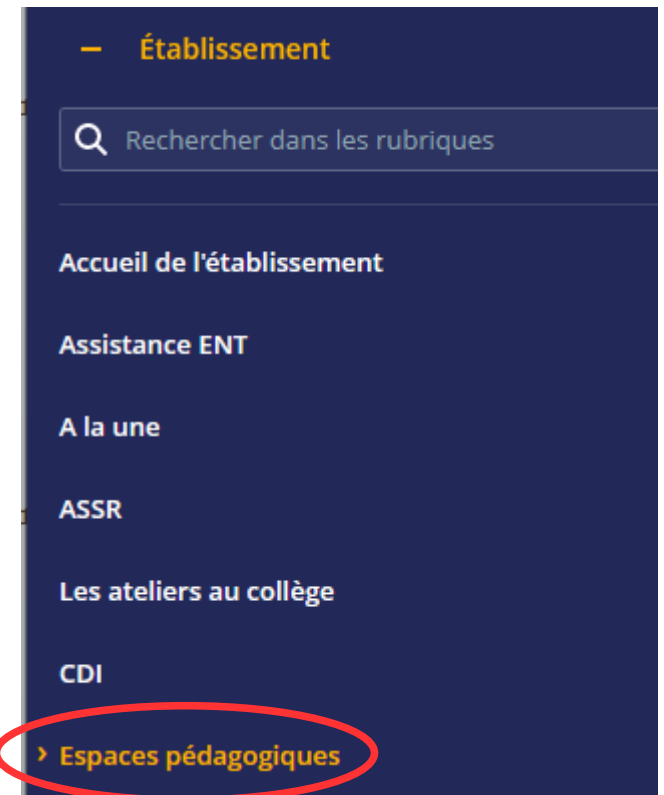 Établissement
Rechercher dans les rubriques
Accueil de l'établissement
Assistance ENT
A la une
ASSR
Les ateliers au collège
CDI
Espaces pédagogiques